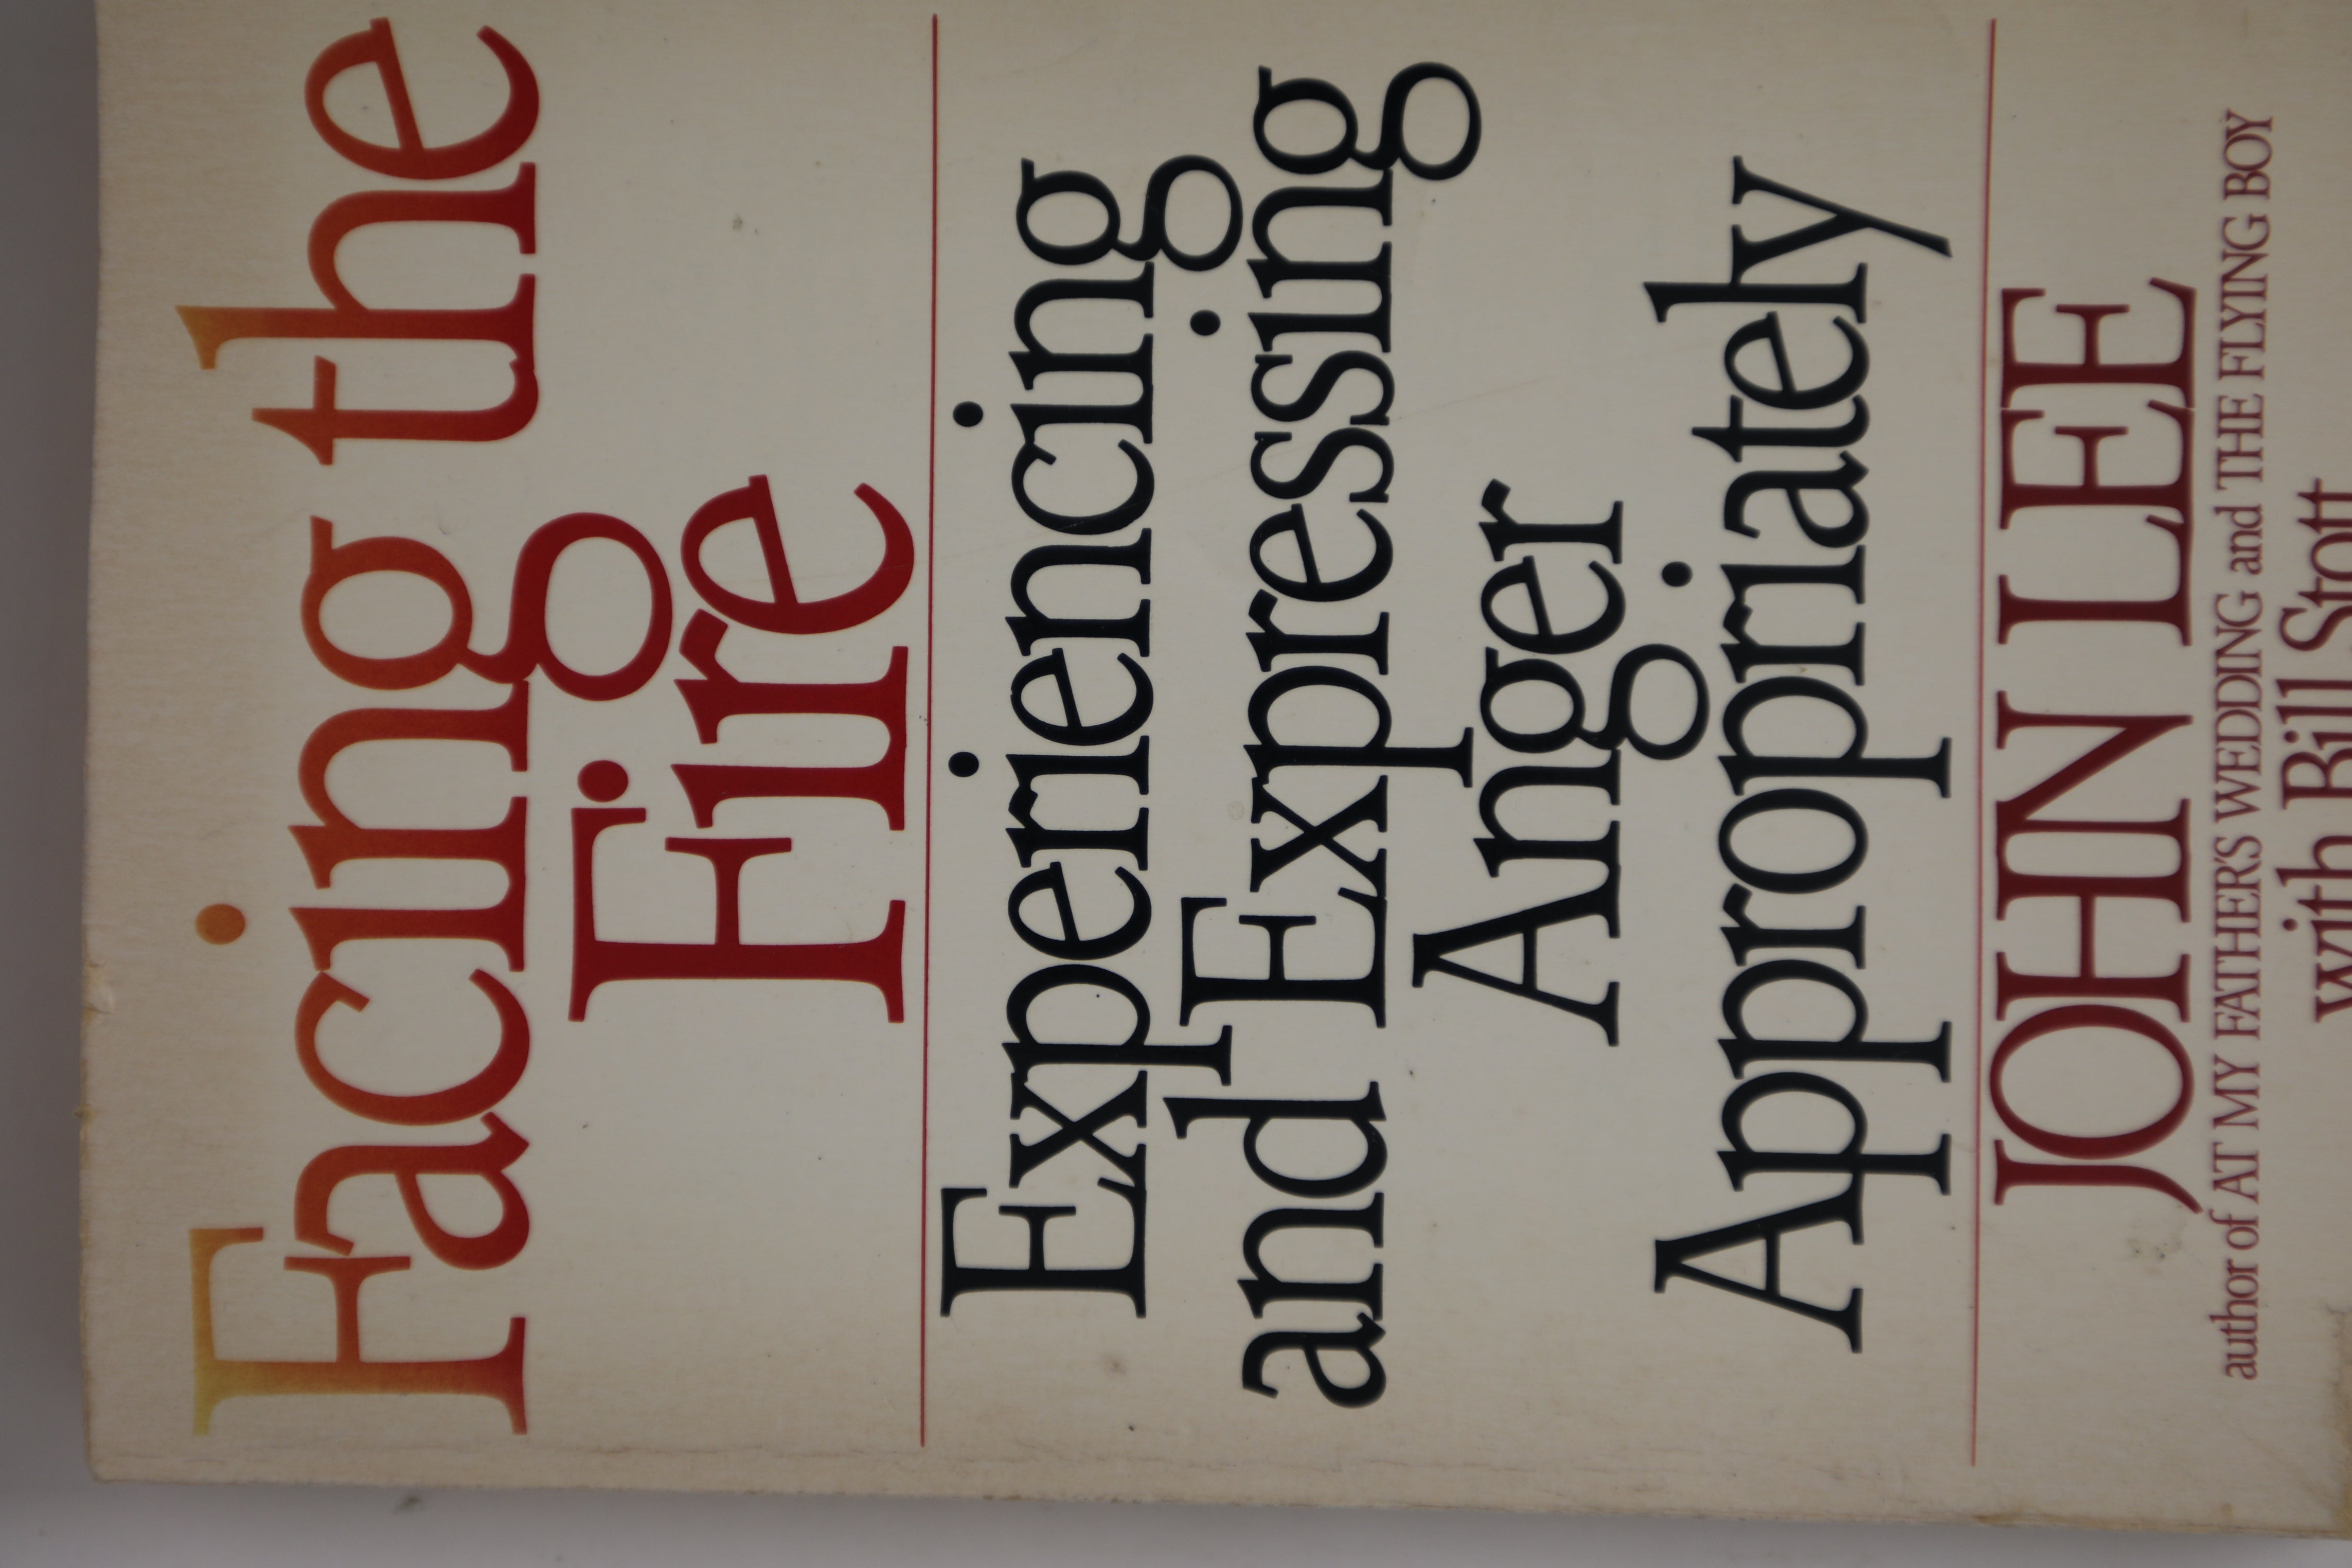 Facing the
Fire
Experiencing
and Expressing
Anger
Appropriately
JOHN LEE
author of AT MY FATHER'S WEDDING and THE FLYING BOY
with Bill Stott